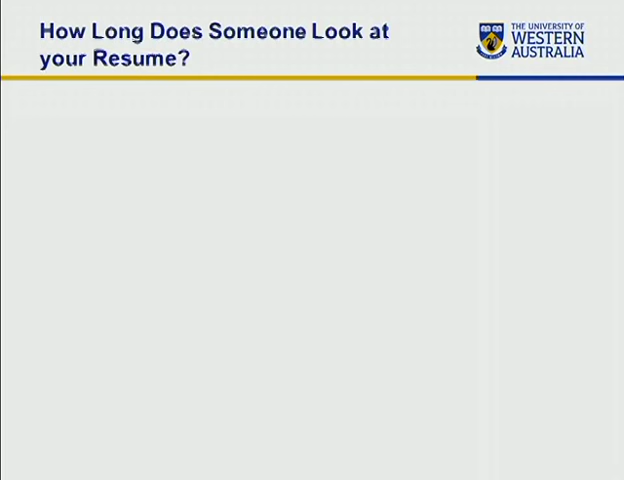 How Long Does Someone Look at
your Resume?
THE UNIVERSITY OF
WESTERN
AUSTRALIA